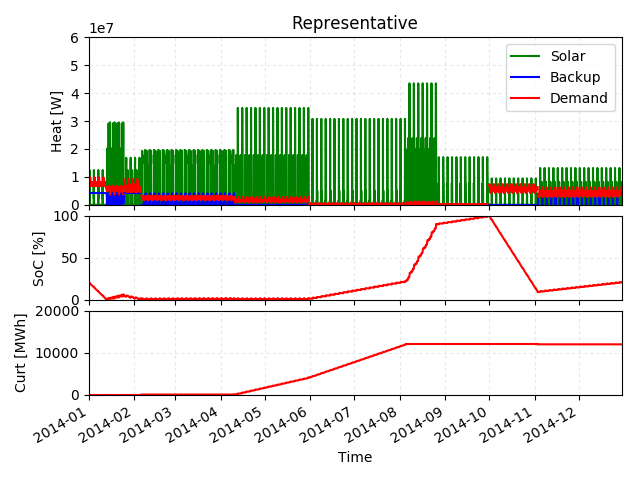 Representative
1e7
6
5
4
3
2
1
0
Heat [W]
Solar
Backup
Demand
100
50
0
SoC [%]
20000
10000
0
Curt [MWh]
2014-01
2014-02
2014-03
2014-04
2014-05
2014-06
2014-07
2014-08
2014-09
2014-10
2014-11
2014-12
Time